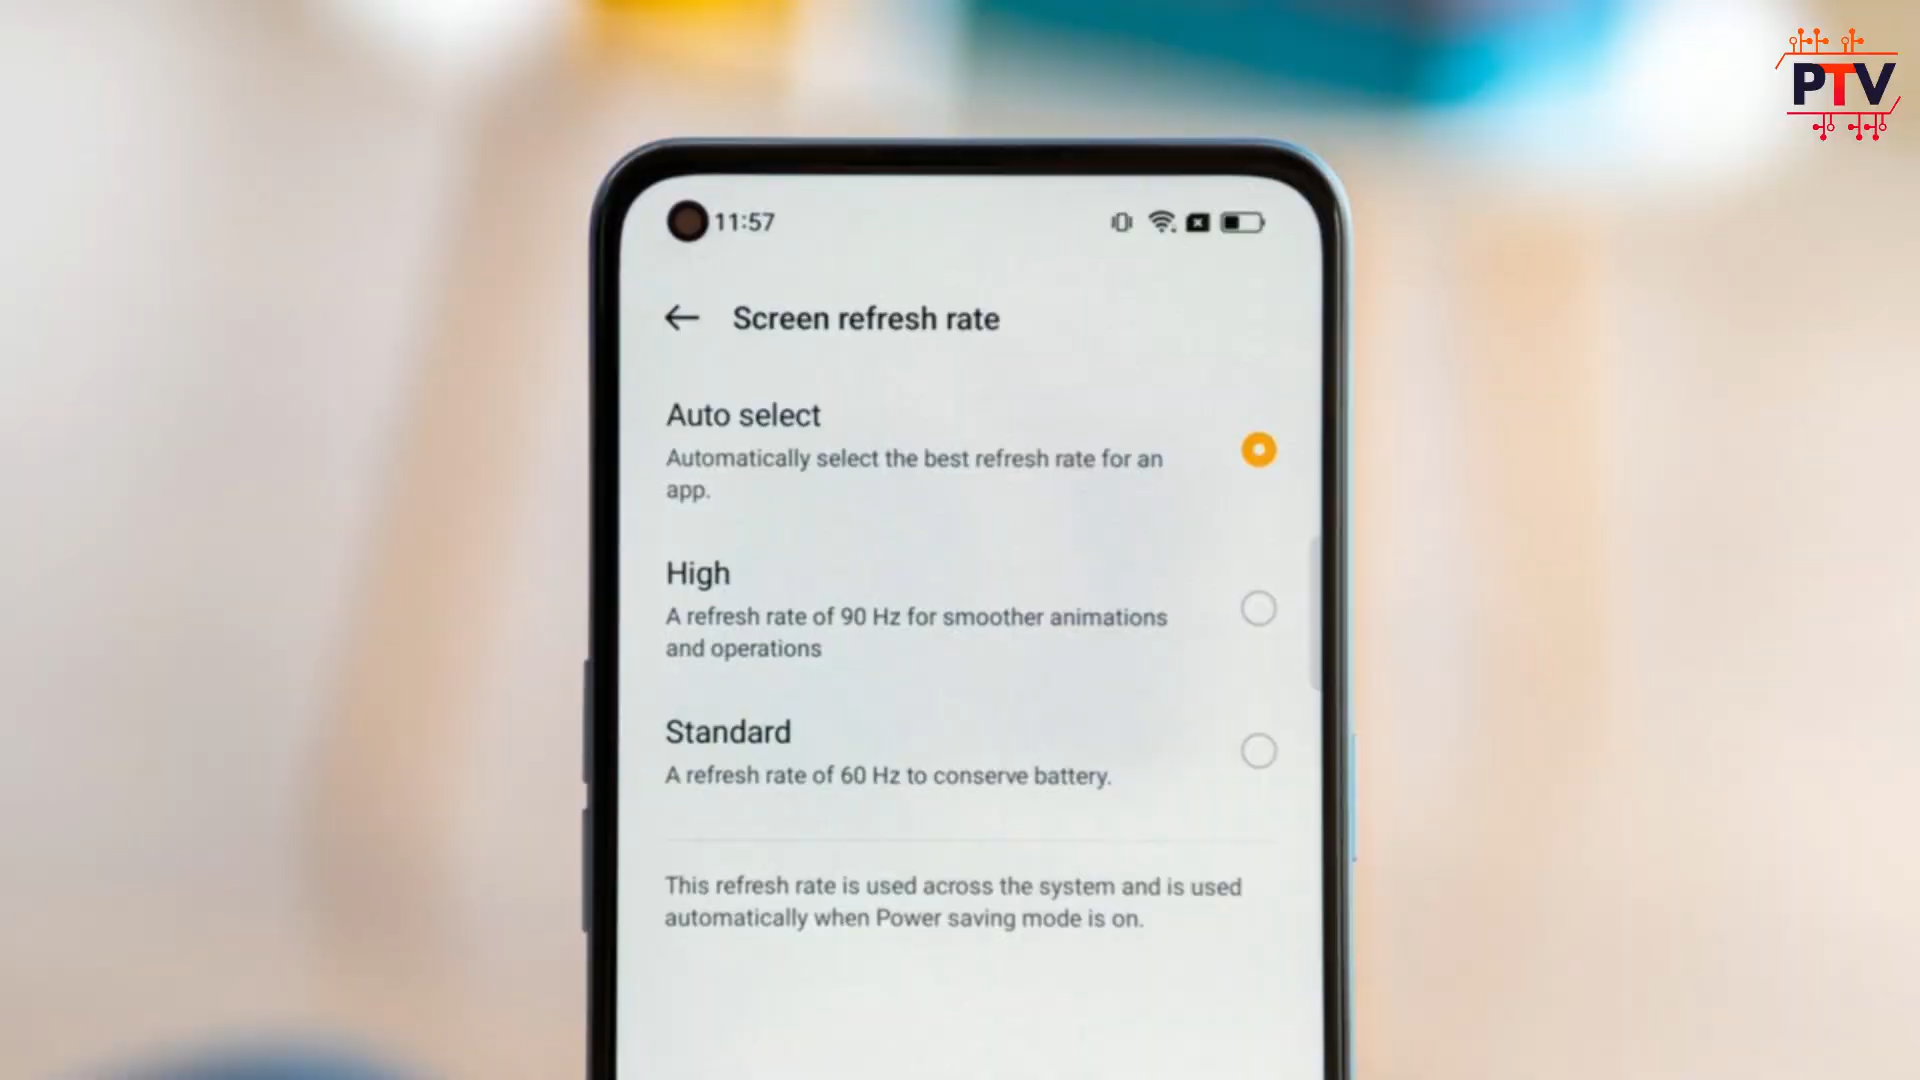 PTV
11:57
Screen refresh rate
Auto select
Automatically select the best refresh rate for an
app.
High
A refresh rate of 90 Hz for smoother animations
and operations
Standard
A refresh rate of 60 Hz to conserve battery.
This refresh rate is used across the system and is used
automatically when Power saving mode is on.